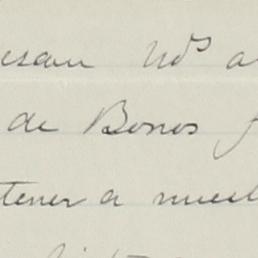 esan Uds a
de Bonos f
tener a nuest